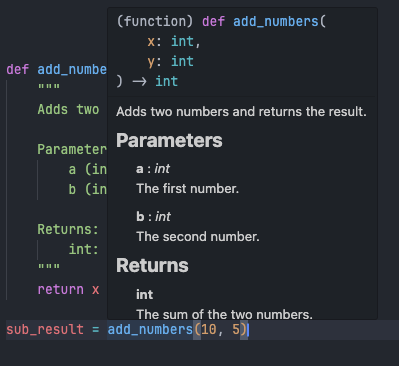 (function) def add_numbers(
x: int,
y: int
) -> int
Adds two numbers and returns the result.
Parameters
a : int
The first number.
b : int
The second number.
Returns
int
The sum of the two numbers.
def add_numbe
"""
Adds two
Parameter
a (in
b (in
Returns:
int:
"""
return x
sub_result = add_numbers(10, 5)